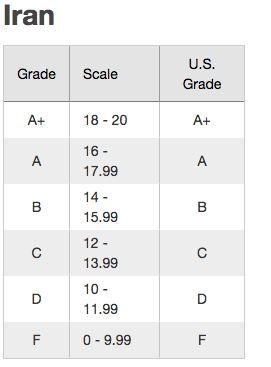 Iran
Grade Scale U.S. Grade
A+ 18 - 20 A+
A 16 - 17.99 A
B 14 - 15.99 B
C 12 - 13.99 C
D 10 - 11.99 D
F 0 - 9.99 F